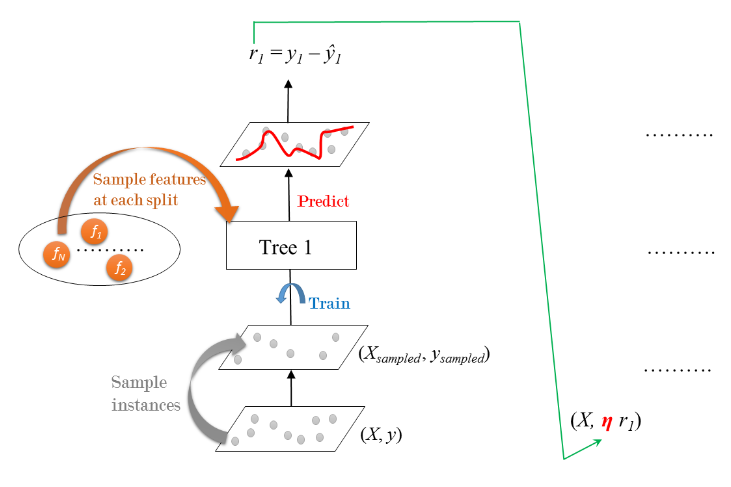 r1 = y1 – ŷ1
..........
Sample features
at each split
Predict
f1
fN
..........
f2
Tree 1
..........
Train
(Xsampled, ysampled)
..........
Sample
instances
(X, y)
(X, η r1)